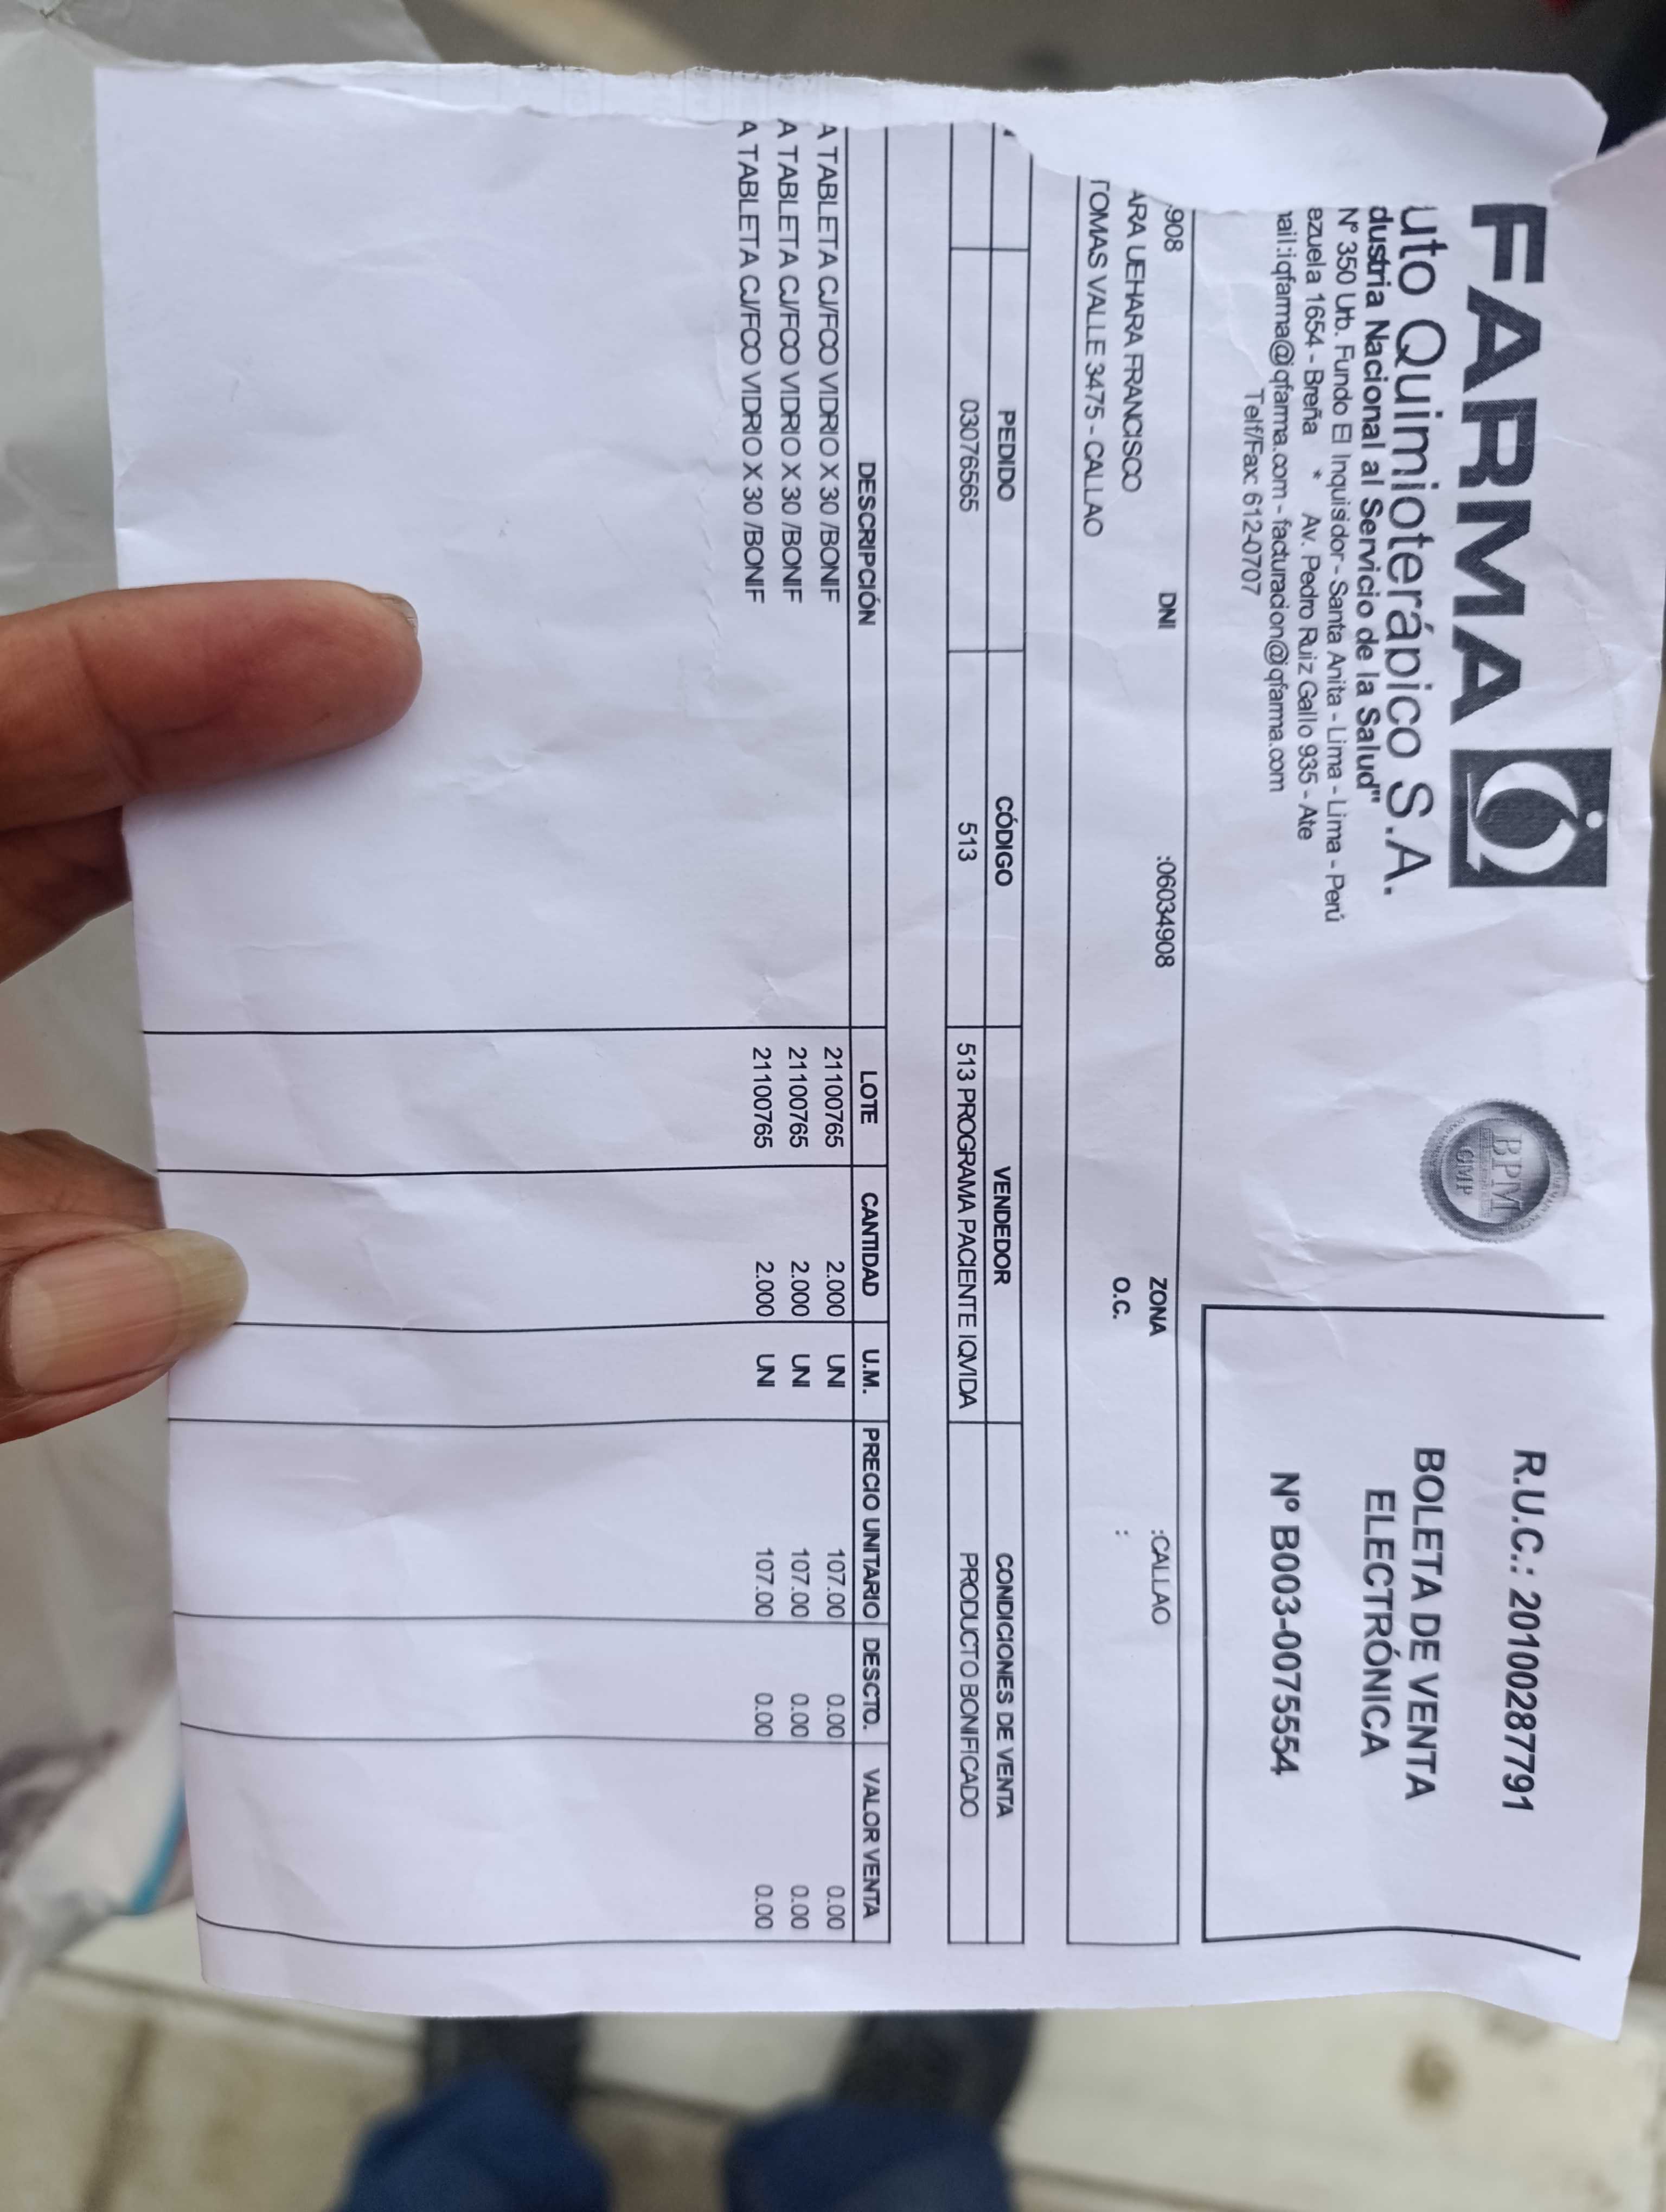 FARMA
uto Quimioterápico S.A.
dustria Nacional al Servicio de la Salud"
Nº 350 Urb. Fundo El Inquisidor - Santa Anita - Lima - Lima - Perú
ezuela 1654 - Breña * Av. Pedro Ruiz Gallo 935 - Ate
ail:iqfarma@iqfarma.com - facturacion@iqfarma.com
Telf/Fax: 612-0707
BPM
GMP
R.U.C.: 20100287791
BOLETA DE VENTA
ELECTRÓNICA
Nº B003-0075554
908 DNI :06034908 ZONA :CALLAO
ARA UEHARA FRANCISCO O.C. :
TOMAS VALLE 3475 - CALLAO
PEDIDO CÓDIGO VENDEDOR CONDICIONES DE VENTA
03076565 513 513 PROGRAMA PACIENTE IQVIDA PRODUCTO BONIFICADO
DESCRIPCIÓN LOTE CANTIDAD U.M. PRECIO UNITARIO DESCTO. VALOR VENTA
A TABLETA CJ/FCO VIDRIO X 30 /BONIF 21100765 2.000 UNI 107.00 0.00 0.00
A TABLETA CJ/FCO VIDRIO X 30 /BONIF 21100765 2.000 UNI 107.00 0.00 0.00
A TABLETA CJ/FCO VIDRIO X 30 /BONIF 21100765 2.000 UNI 107.00 0.00 0.00